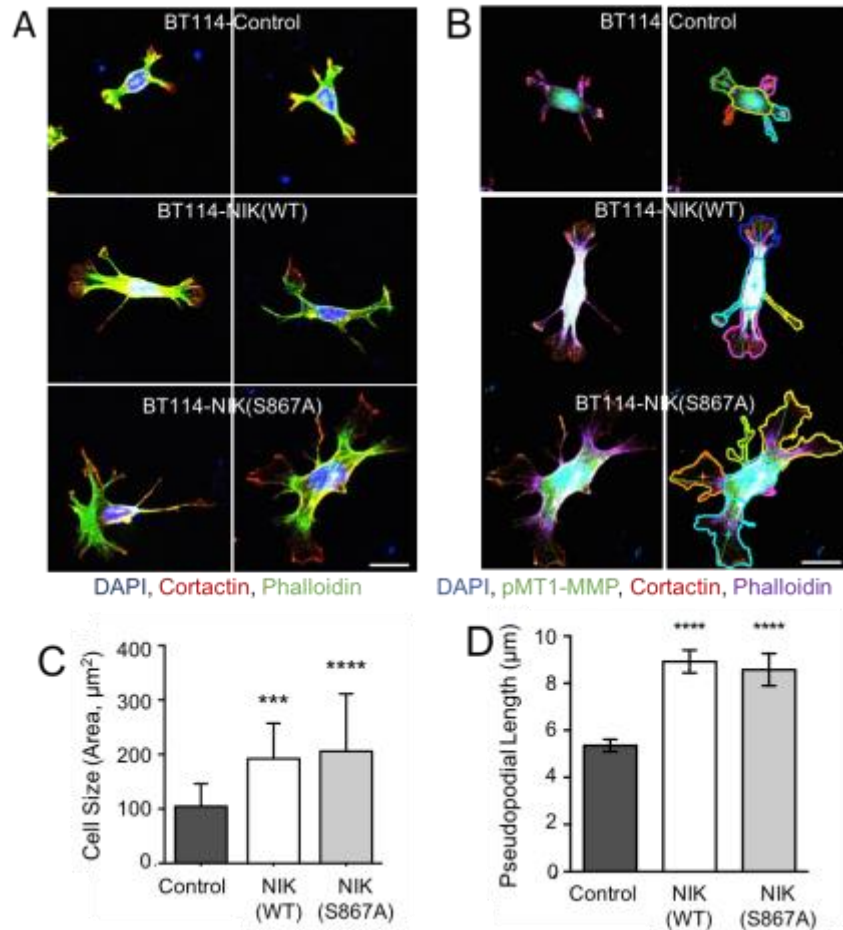 A
BT114-Control
BT114-NIK(WT)
BT114-NIK(S867A)
DAPI, Cortactin, Phalloidin
B
BT114-Control
BT114-NIK(WT)
BT114-NIK(S867A)
DAPI, pMT1-MMP, Cortactin, Phalloidin
C
Cell Size (Area, µm²)
400
300
200
100
0
***
****
Control
NIK
(WT)
NIK
(S867A)
D
Pseudopodial Length (µm)
10
8
6
4
2
0
****
****
Control
NIK
(WT)
NIK
(S867A)